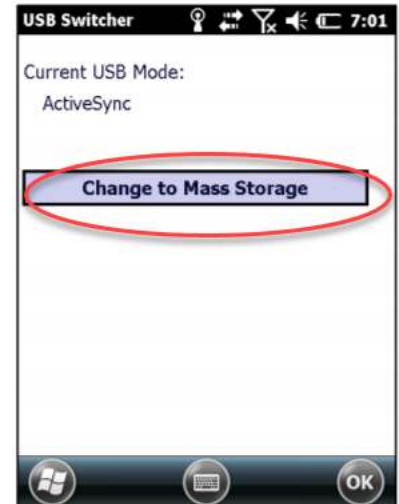 USB Switcher 7:01
Current USB Mode:
ActiveSync
Change to Mass Storage
OK